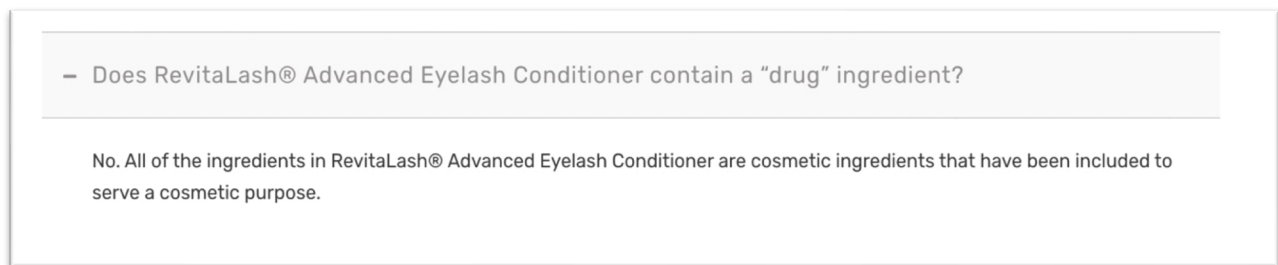 – Does RevitaLash® Advanced Eyelash Conditioner contain a “drug” ingredient?
No. All of the ingredients in RevitaLash® Advanced Eyelash Conditioner are cosmetic ingredients that have been included to
serve a cosmetic purpose.